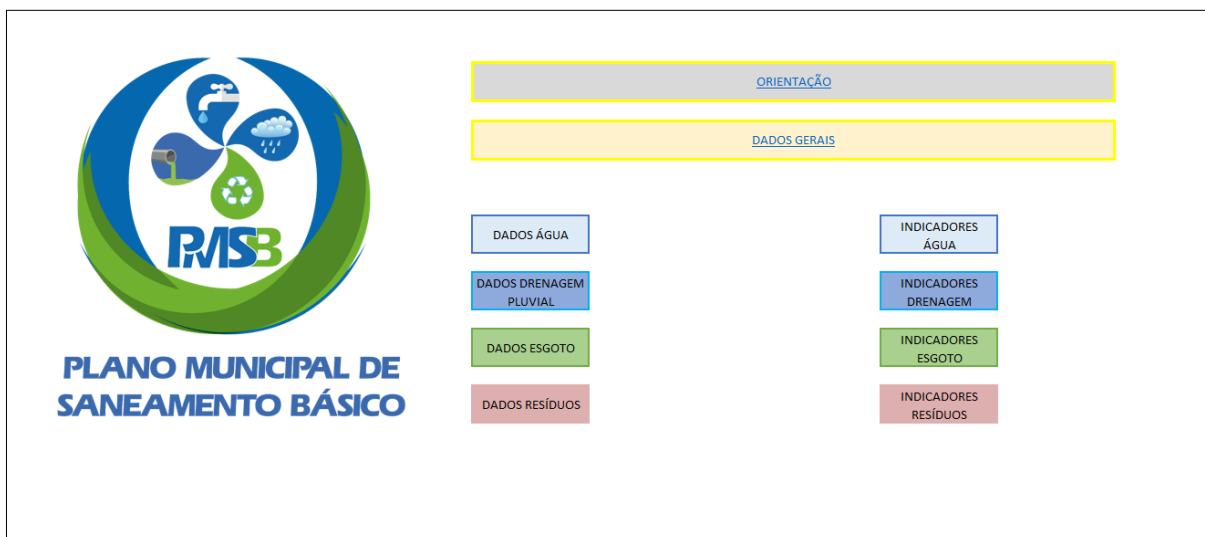 ORIENTAÇÃO
DADOS GERAIS
PMSB
PLANO MUNICIPAL DE
SANEAMENTO BÁSICO
DADOS ÁGUA
INDICADORES
ÁGUA
DADOS DRENAGEM
PLUVIAL
INDICADORES
DRENAGEM
DADOS ESGOTO
INDICADORES
ESGOTO
DADOS RESÍDUOS
INDICADORES
RESÍDUOS